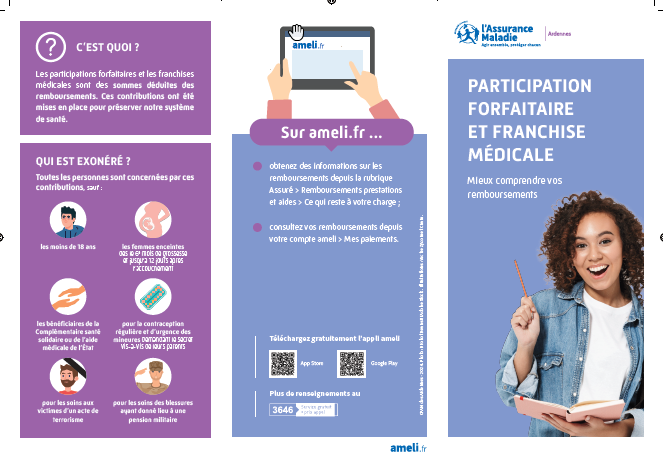 C'EST QUOI ?
Les participations forfaitaires et les franchises
médicales sont des sommes déduites des
remboursements. Ces contributions ont été
mises en place pour préserver notre système
de santé.
QUI EST EXONÉRÉ ?
Toutes les personnes sont concernées par ces
contributions, sauf :
les moins de 18 ans
les femmes enceintes
dès le 6e mois de grossesse
et jusqu'à 12 jours après
l'accouchement
les bénéficiaires de la
Complémentaire santé
solidaire ou de l'aide
médicale de l'État
pour la contraception
régulière et d'urgence des
mineures demandant le secret
vis-à-vis de leurs parents
pour les soins aux
victimes d'un acte de
terrorisme
pour les soins des blessures
ayant donné lieu à une
pension militaire
ameli.fr
Sur ameli.fr ...
obtenez des informations sur les
remboursements depuis la rubrique
Assuré > Remboursements prestations
et aides > Ce qui reste à votre charge ;
consultez vos remboursements depuis
votre compte ameli > Mes paiements.
Téléchargez gratuitement l'appli ameli
App Store
Google Play
Plus de renseignements au
3646
Service gratuit
+ prix appel
ameli.fr
l'Assurance
Maladie
Agir ensemble, protéger chacun
Ardennes
PARTICIPATION
FORFAITAIRE
ET FRANCHISE
MÉDICALE
Mieux comprendre vos
remboursements